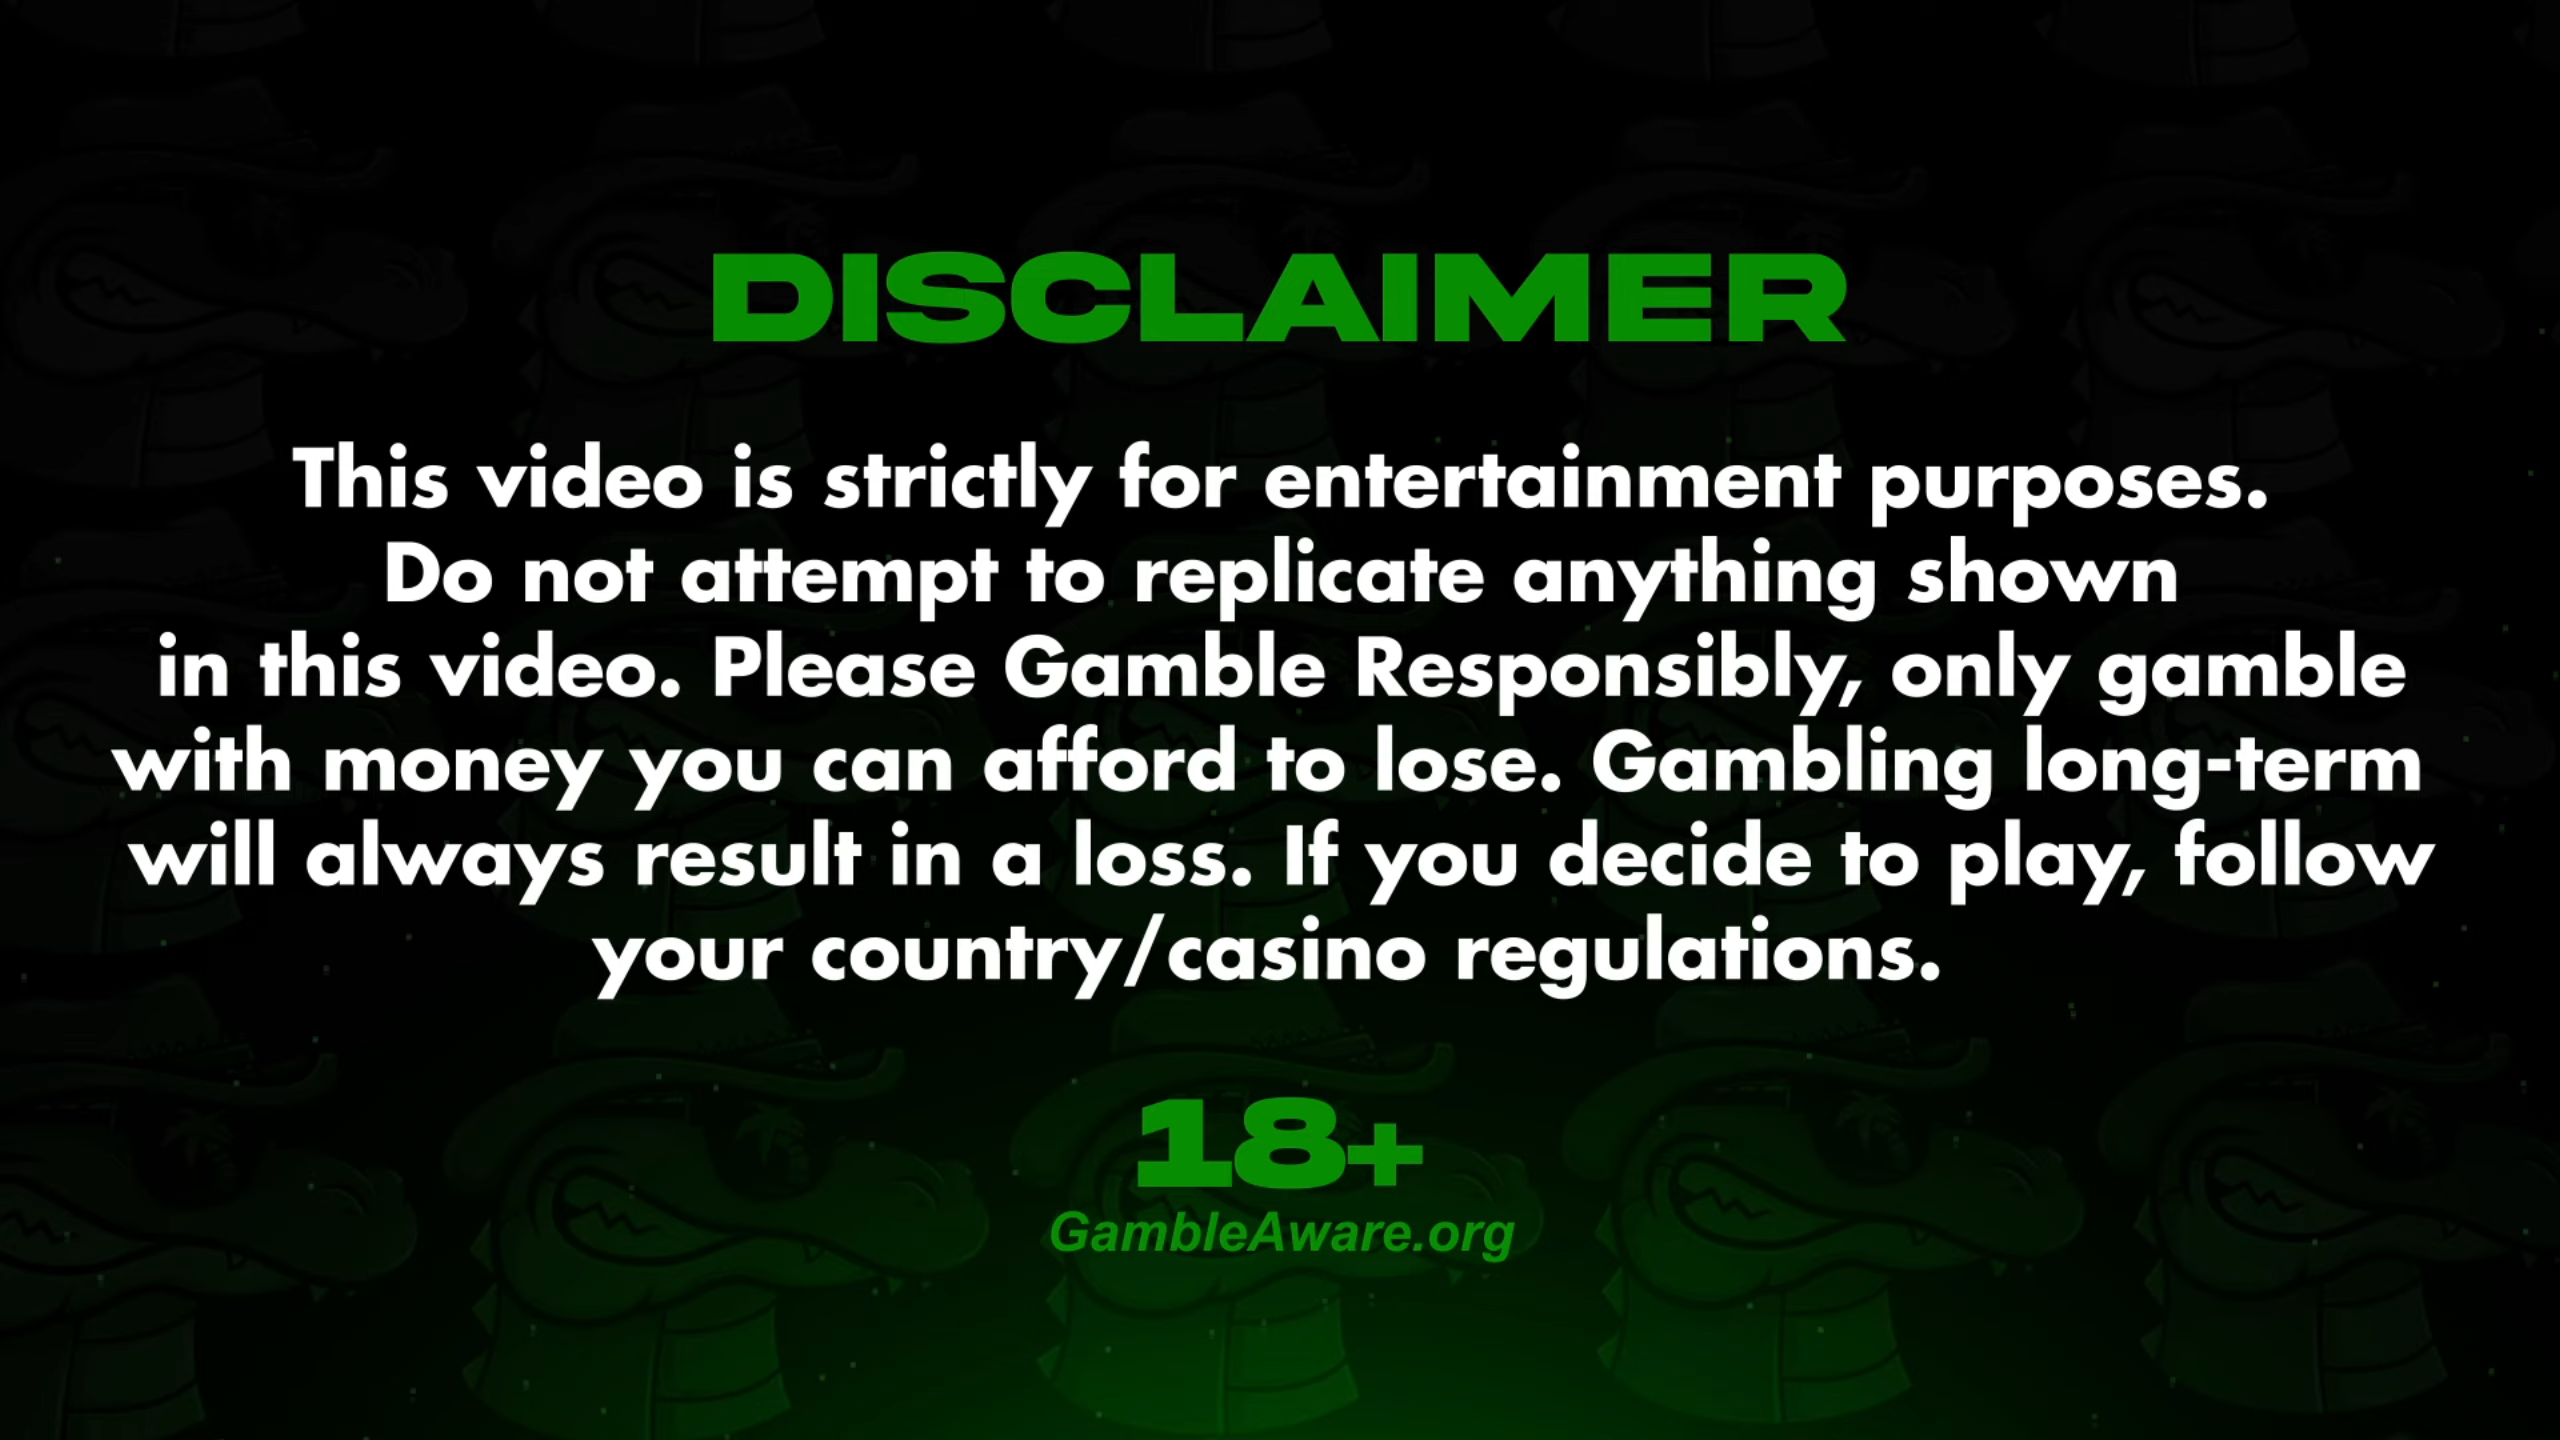 DISCLAIMER
This video is strictly for entertainment purposes.
Do not attempt to replicate anything shown
in this video. Please Gamble Responsibly, only gamble
with money you can afford to lose. Gambling long-term
will always result in a loss. If you decide to play, follow
your country/casino regulations.
18+
GambleAware.org